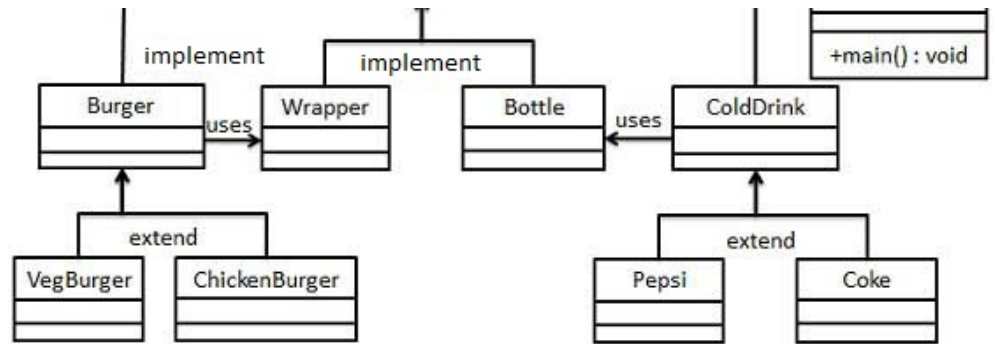 +main() : void
implement
implement
Burger
uses
Wrapper
Bottle
uses
ColdDrink
extend
extend
VegBurger
ChickenBurger
Pepsi
Coke